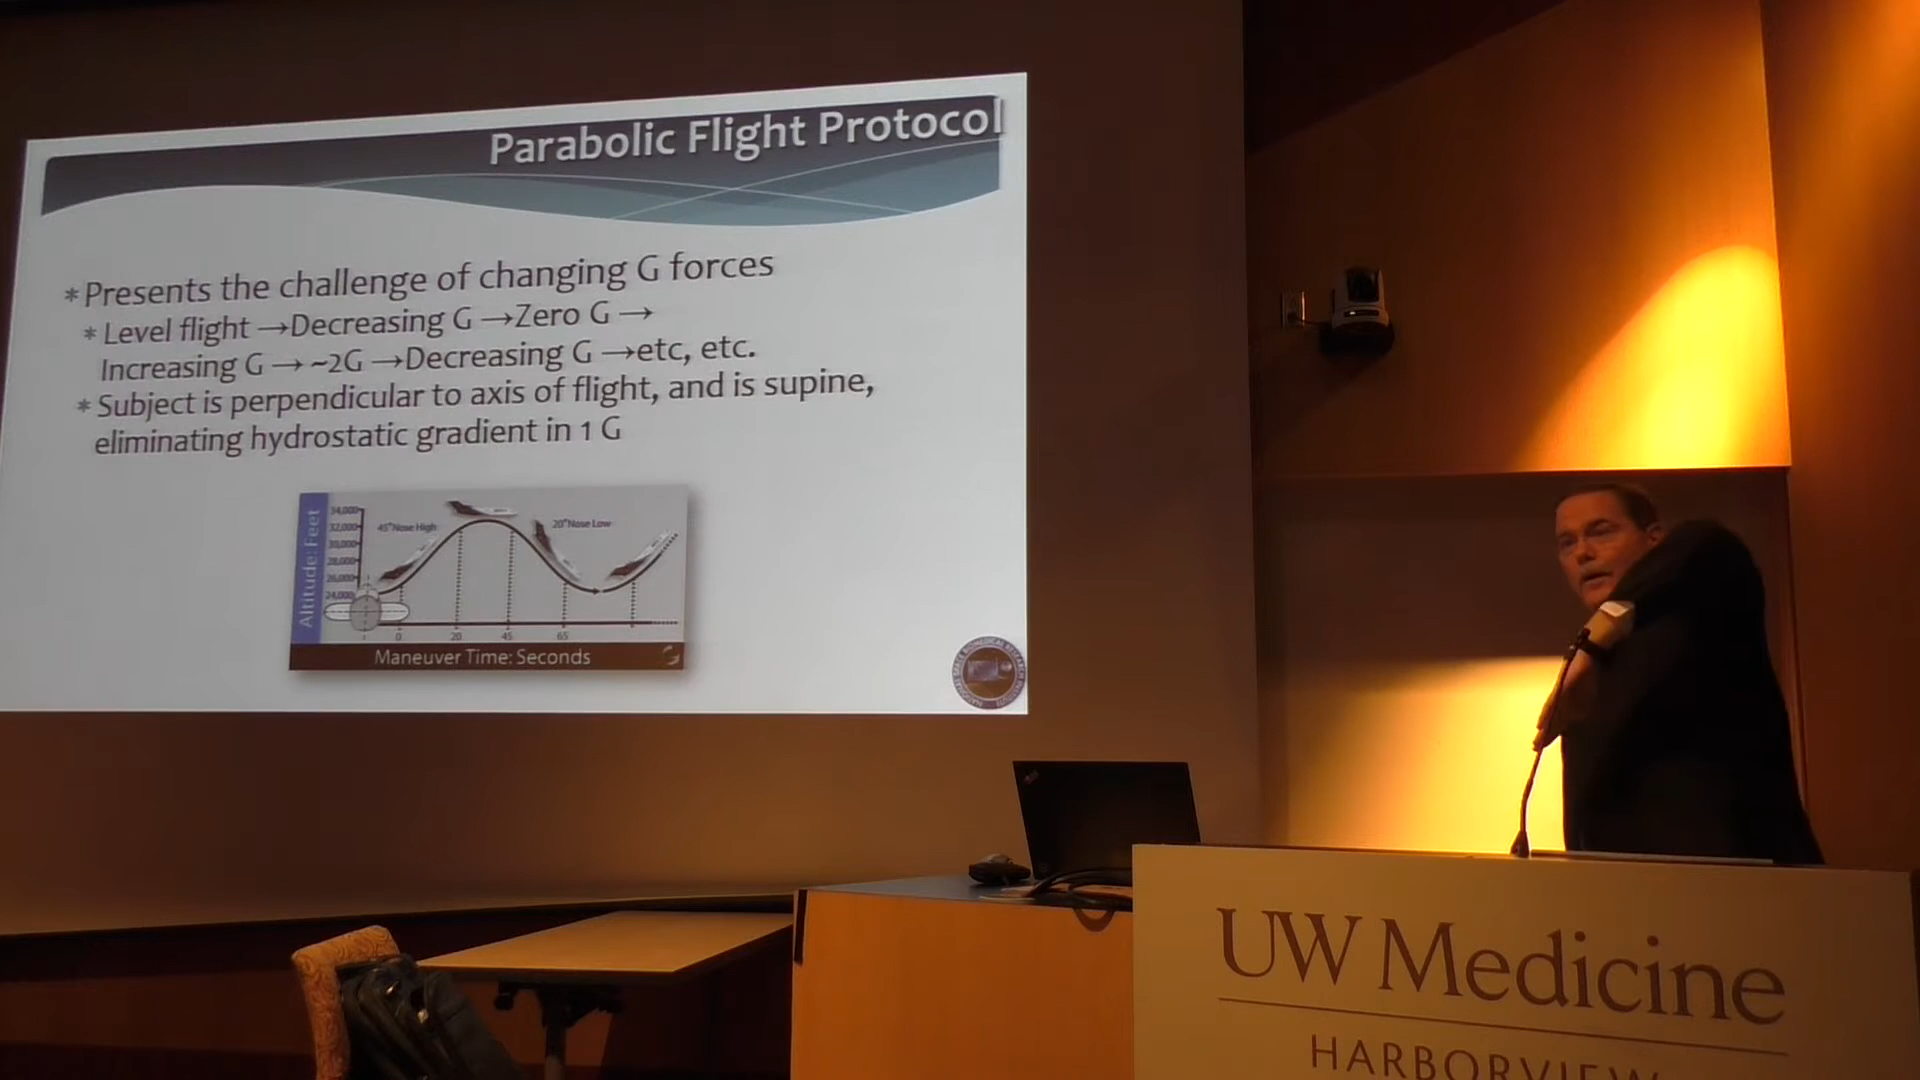 Parabolic Flight Protocol
* Presents the challenge of changing G forces
* Level flight →Decreasing G →Zero G →
Increasing G → ~2G →Decreasing G →etc, etc.
* Subject is perpendicular to axis of flight, and is supine,
eliminating hydrostatic gradient in 1 G
Altitude: Feet
34,000
32,000
30,000
28,000
26,000
24,000
45° Nose High
20° Nose Low
0
20
45
65
Maneuver Time: Seconds
UW Medicine
HARBORVIEW